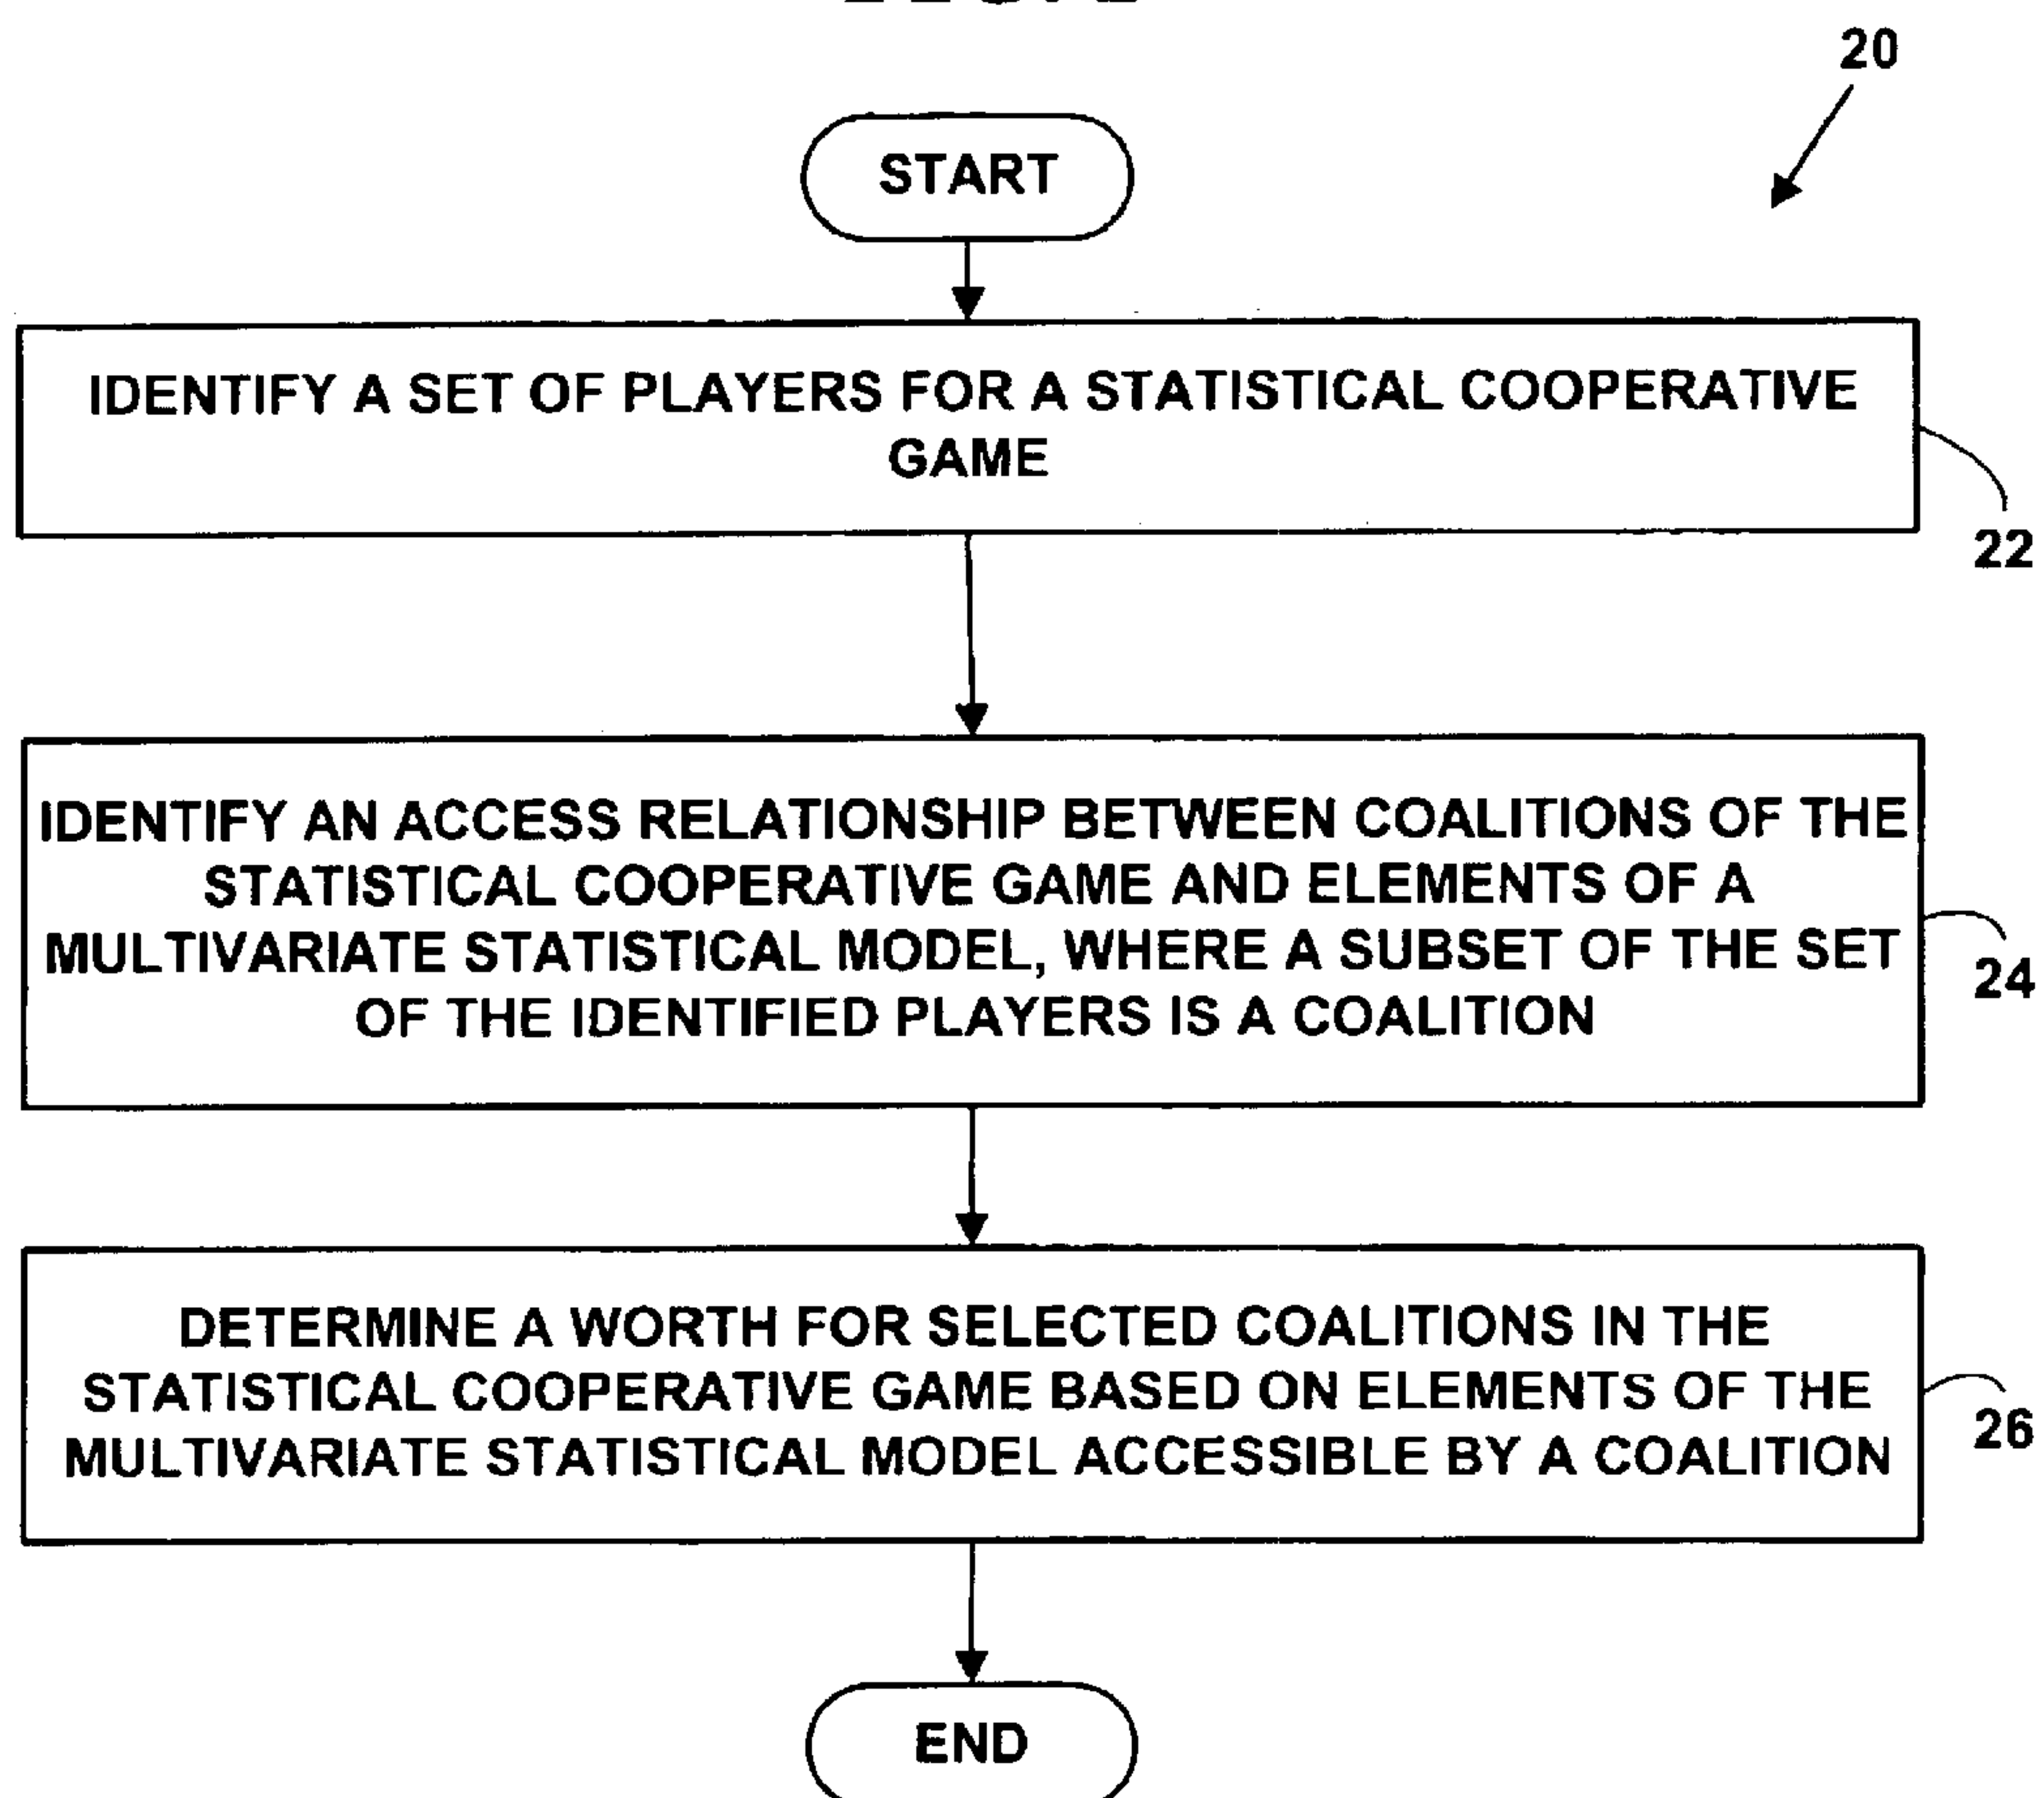 20
START
IDENTIFY A SET OF PLAYERS FOR A STATISTICAL COOPERATIVE
GAME
22
IDENTIFY AN ACCESS RELATIONSHIP BETWEEN COALITIONS OF THE
STATISTICAL COOPERATIVE GAME AND ELEMENTS OF A
MULTIVARIATE STATISTICAL MODEL, WHERE A SUBSET OF THE SET
OF THE IDENTIFIED PLAYERS IS A COALITION
24
DETERMINE A WORTH FOR SELECTED COALITIONS IN THE
STATISTICAL COOPERATIVE GAME BASED ON ELEMENTS OF THE
MULTIVARIATE STATISTICAL MODEL ACCESSIBLE BY A COALITION
26
END